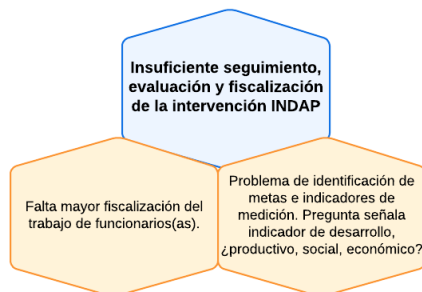 Insuficiente seguimiento,
evaluación y fiscalización
de la intervención INDAP
Falta mayor fiscalización del
trabajo de funcionarios(as).
Problema de identificación de
metas e indicadores de
medición. Pregunta señala
indicador de desarrollo,
¿productivo, social, económico?